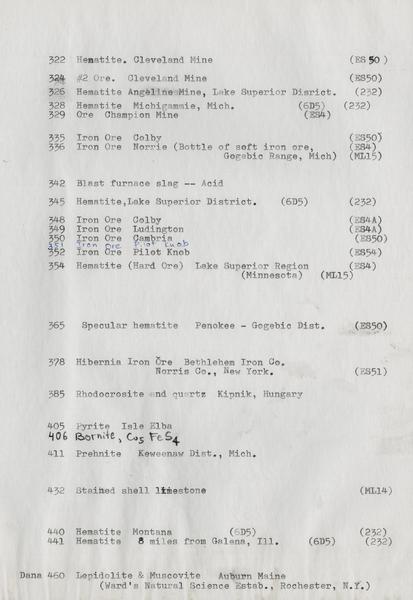 322 Hematite. Cleveland Mine (ES50)
324 #2 Ore. Cleveland Mine (ES50)
326 Hematite Angeline Mine, Lake Superior District. (232)
328 Hematite Michigammie, Mich. (6D5) (232)
329 Ore Champion Mine (ES4)
335 Iron Ore Colby (ES50)
336 Iron Ore Norrie (Bottle of soft iron ore, (ES4)
Gogebic Range, Mich) (ML15)
342 Blast furnace slag -- Acid
345 Hematite, Lake Superior District. (6D5) (232)
348 Iron Ore Colby (ES4A)
349 Iron Ore Ludington (ES4A)
350 Iron Ore Cambria (ES50)
351 Iron ore Pilot Knob
352 Iron Ore Pilot Knob (ES54)
354 Hematite (Hard Ore) Lake Superior Region (ES4)
(Minnesota) (ML15)
365 Specular hematite Penokee - Gogebic Dist. (ES50)
378 Hibernia Iron Ore Bethlehem Iron Co.
Norris Co., New York. (ES51)
385 Rhodocrosite and quartz Kipnik, Hungary
405 Pyrite Isle Elba
406 Bornite, Cu5 FeS4
411 Prehnite Keweenaw Dist., Mich.
432 Stained shell limestone (ML14)
440 Hematite Montana (6D5) (232)
441 Hematite 8 miles from Galena, Ill. (6D5) (232)
Dana 460 Lepidolite & Muscovite Auburn Maine
(Ward's Natural Science Estab., Rochester, N.Y.)